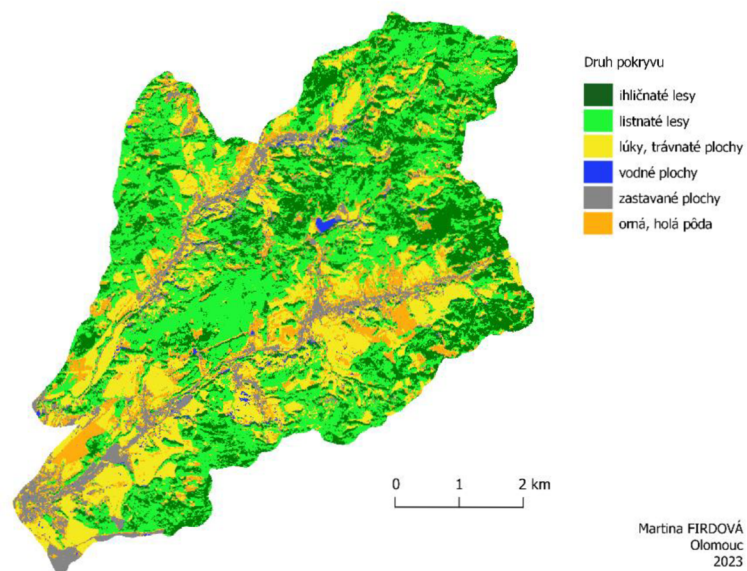 Druh pokryvu
ihličnaté lesy
listnaté lesy
lúky, trávnaté plochy
vodné plochy
zastavané plochy
orná, holá pôda
0 1 2 km
Martina FIRDOVÁ
Olomouc
2023